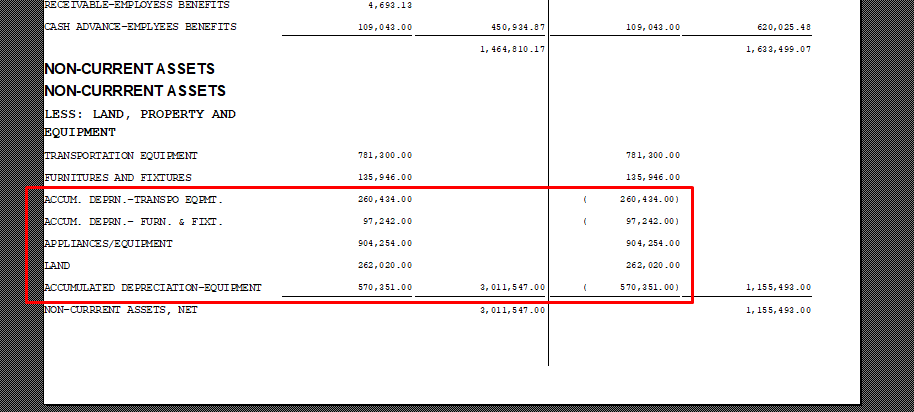 RECEIVABLE-EMPLOYESS BENEFITS 4,693.13
CASH ADVANCE-EMPLYEES BENEFITS 109,043.00 450,934.87 109,043.00 620,025.48
1,464,810.17 1,633,499.07
NON-CURRENT ASSETS
NON-CURRRENT ASSETS
LESS: LAND, PROPERTY AND
EQUIPMENT
TRANSPORTATION EQUIPMENT 781,300.00 781,300.00
FURNITURES AND FIXTURES 135,946.00 135,946.00
ACCUM. DEPRN.-TRANSPO EQPMT. 260,434.00 ( 260,434.00)
ACCUM. DEPRN.- FURN. & FIXT. 97,242.00 ( 97,242.00)
APPLIANCES/EQUIPMENT 904,254.00 904,254.00
LAND 262,020.00 262,020.00
ACCUMULATED DEPRECIATION-EQUIPMENT 570,351.00 3,011,547.00 ( 570,351.00) 1,155,493.00
NON-CURRRENT ASSETS, NET 3,011,547.00 1,155,493.00